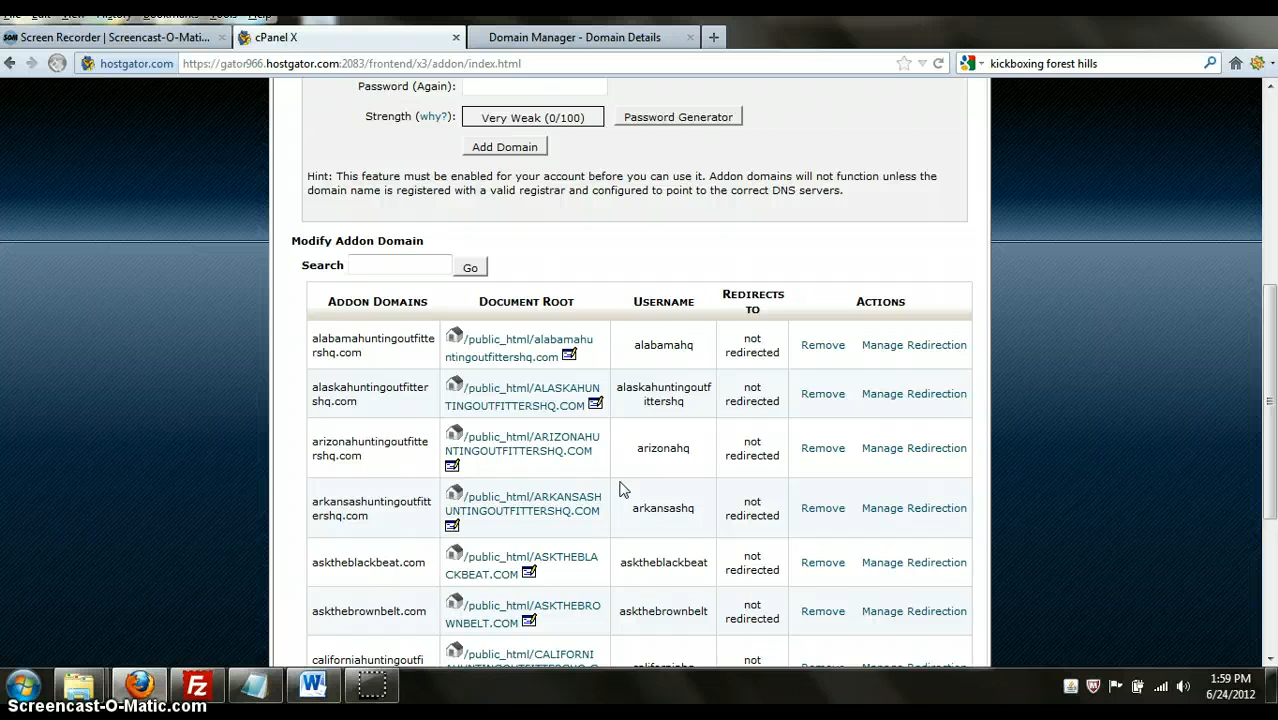 File Edit View History Bookmarks Tools Help
Screen Recorder | Screencast-O-Mati... × cPanel X × Domain Manager - Domain Details × +
hostgator.com https://gator966.hostgator.com:2083/frontend/x3/addon/index.html kickboxing forest hills
Password (Again):
Strength (why?): Very Weak (0/100) Password Generator
Add Domain
Hint: This feature must be enabled for your account before you can use it. Addon domains will not function unless the
domain name is registered with a valid registrar and configured to point to the correct DNS servers.
Modify Addon Domain
Search Go
ADDON DOMAINS DOCUMENT ROOT USERNAME REDIRECTS TO ACTIONS
alabamahuntingoutfitte
rshq.com
/public_html/alabamahu
ntingoutfittershq.com
alabamahq
not
redirected
Remove Manage Redirection
alaskahuntingoutfitter
shq.com
/public_html/ALASKAHUN
TINGOUTFITTERSHQ.COM
alaskahuntingoutf
ittershq
not
redirected
Remove Manage Redirection
arizonahuntingoutfitte
rshq.com
/public_html/ARIZONAHU
NTINGOUTFITTERSHQ.COM
arizonahq
not
redirected
Remove Manage Redirection
arkansashuntingoutfitt
ershq.com
/public_html/ARKANSASH
UNTINGOUTFITTERSHQ.COM
arkansashq
not
redirected
Remove Manage Redirection
asktheblackbeat.com
/public_html/ASKTHEBLA
CKBEAT.COM
asktheblackbeat
not
redirected
Remove Manage Redirection
askthebrownbelt.com
/public_html/ASKTHEBRO
WNBELT.COM
askthebrownbelt
not
redirected
Remove Manage Redirection
californiahuntingoutfi
/public_html/CALIFORNI
not
1:59 PM
6/24/2012
Screencast-O-Matic.com